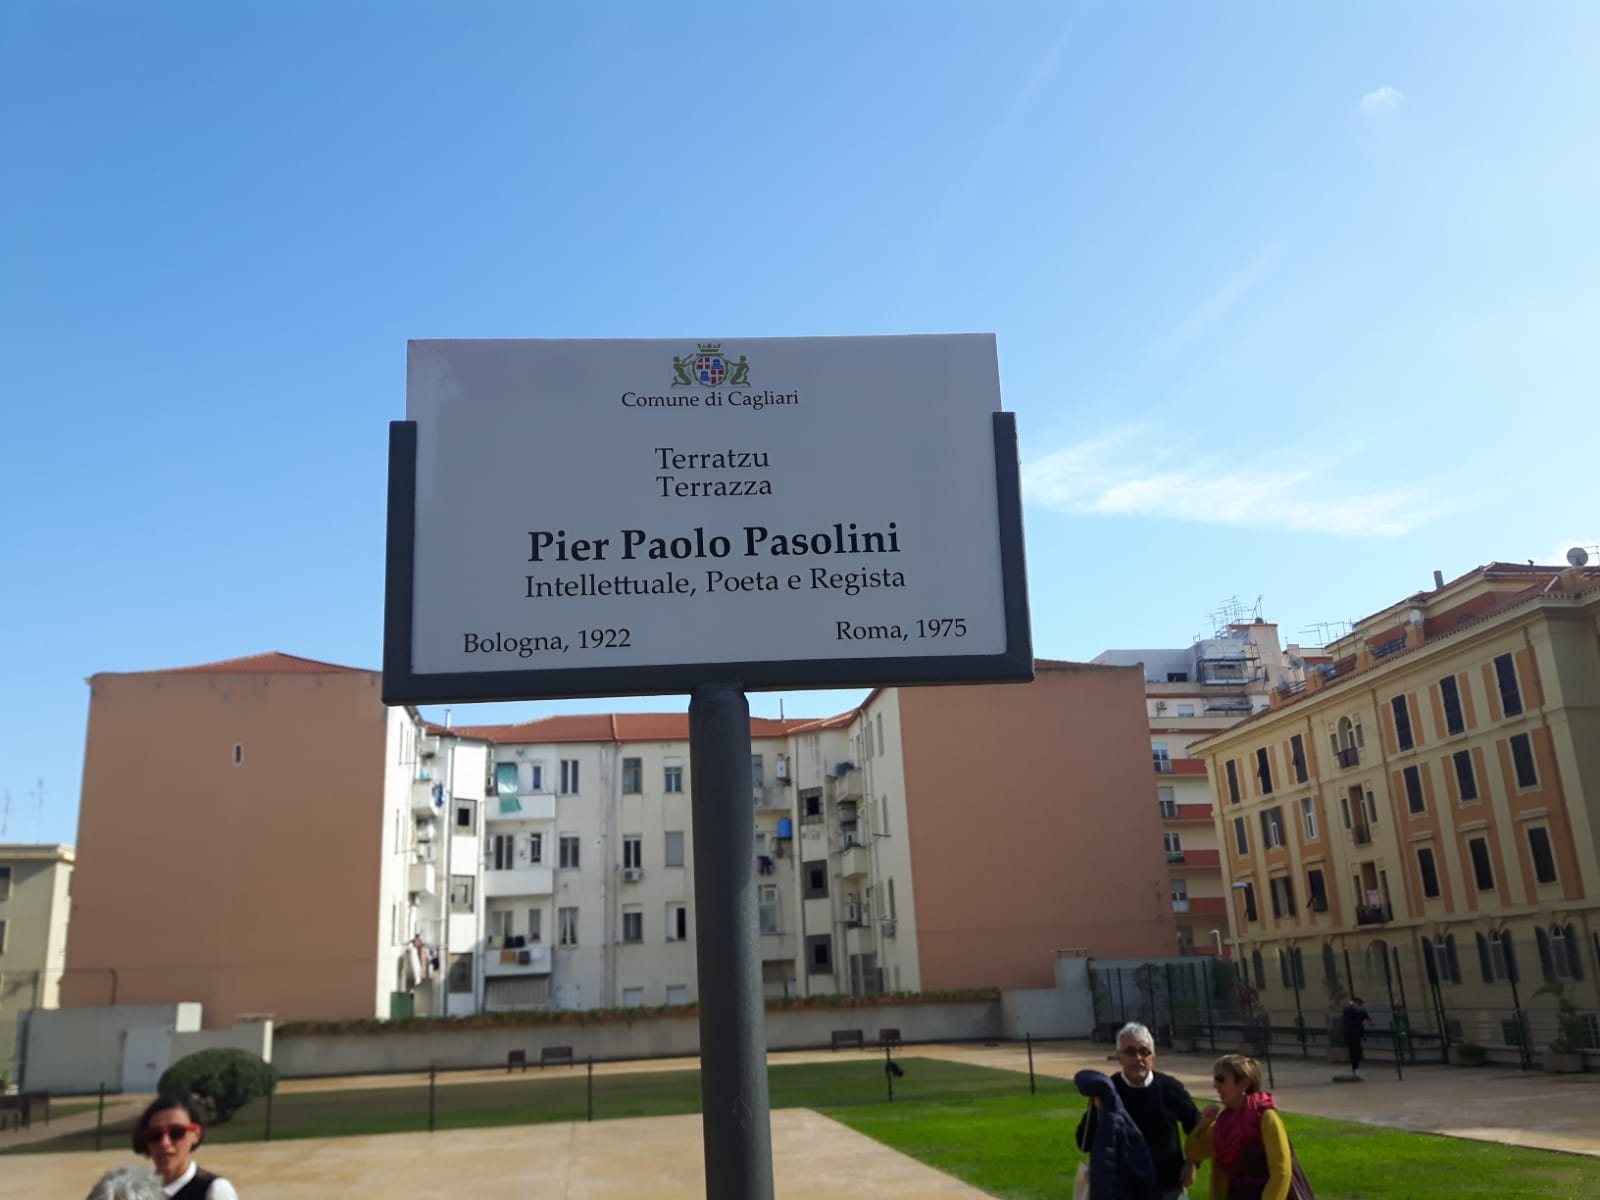 Comune di Cagliari
Terratzu
Terrazza
Pier Paolo Pasolini
Intellettuale, Poeta e Regista
Bologna, 1922
Roma, 1975